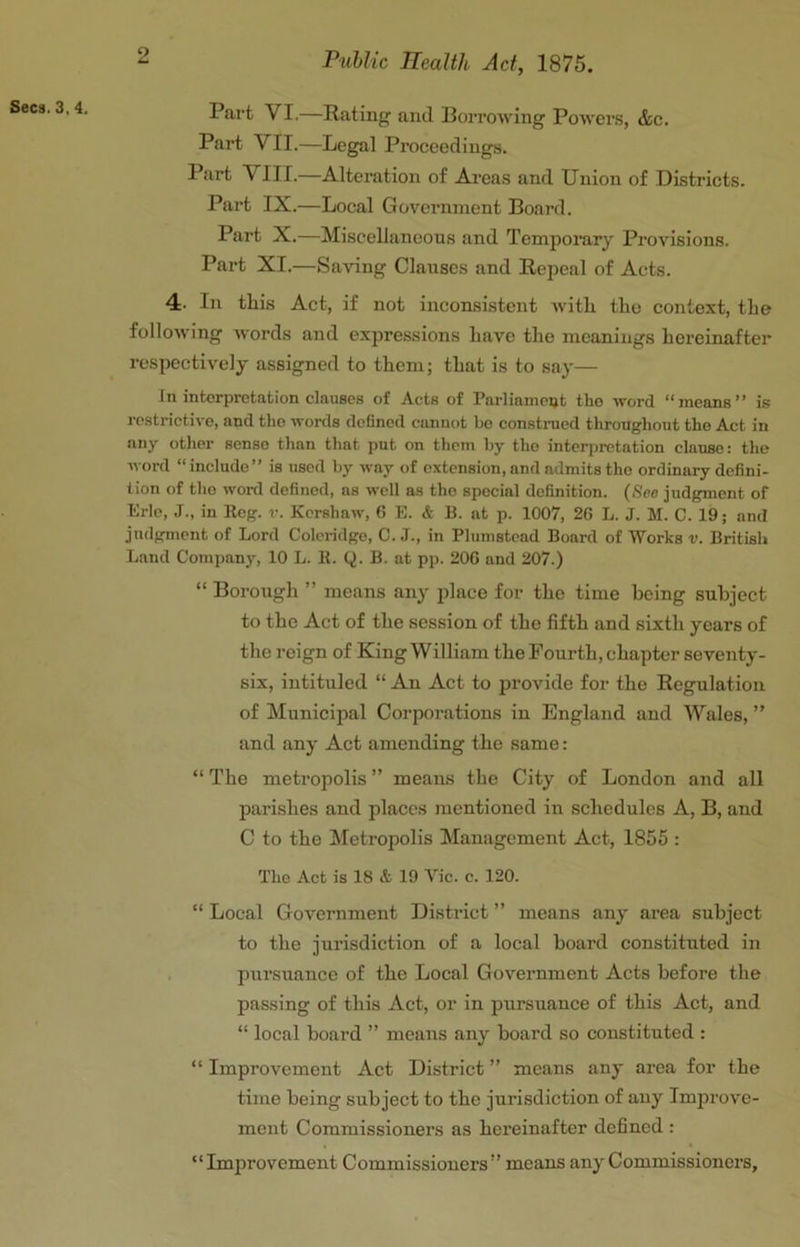 2
Public Health Act, 1875.
Secs. 3, 4.
Part VI.—Rating and Borrowing Powers, &c.
Part VII.—Legal Proceedings.
Part VIII.—Alteration of Areas and Union of Districts.
Part IX.—Local Government Board.
Part X.—Miscellaneous and Temporary Provisions.
Part XI.—Saving Clauses and Repeal of Acts.
4. In this Act, if not inconsistent with the context, the
following words and expressions have the meanings hereinafter
respectively assigned to them; that is to say—
In interpretation clauses of Acts of Parliament the word “means” is
restrictive, and the words defined cannot be construed throughout the Act in
any other sense than that put on them by the interpretation clause: the
word “include” is used by way of extension, and admits the ordinary defini-
tion of the word defined, as well as the special definition. (See judgment of
Erle, J., in Reg. v. Kershaw, 6 E. & B. at p. 1007, 26 L. J. M. C. 19; and
judgment of Lord Coleridge, C. J., in Plumstead Board of Works v. British
Land Company, 10 L. R. Q. B. at pp. 206 and 207.)
“ Borough ” means any place for the time being subject
to the Act of the session of the fifth and sixth years of
the reign of King William the Fourth, chapter seventy-
six, intituled “ An Act to provide for the Regulation
of Municipal Corporations in England and Wales, ”
and any Act amending the same:
“ The metropolis ” means the City of London and all
parishes and places mentioned in schedules A, B, and
C to the Metropolis Management Act, 1855 :
The Act is 18 & 19 Vic. c. 120.
“ Local Government District ” means any area subject
to the jurisdiction of a local board constituted in
pursuance of the Local Government Acts before the
passing of this Act, or in pursuance of this Act, and
“ local board ” means any board so constituted :
“ Improvement Act District ” means any area for the
time being subject to the jurisdiction of any Improve-
ment Commissioners as hereinafter defined :
“Improvement Commissioners” means any Commissioners,